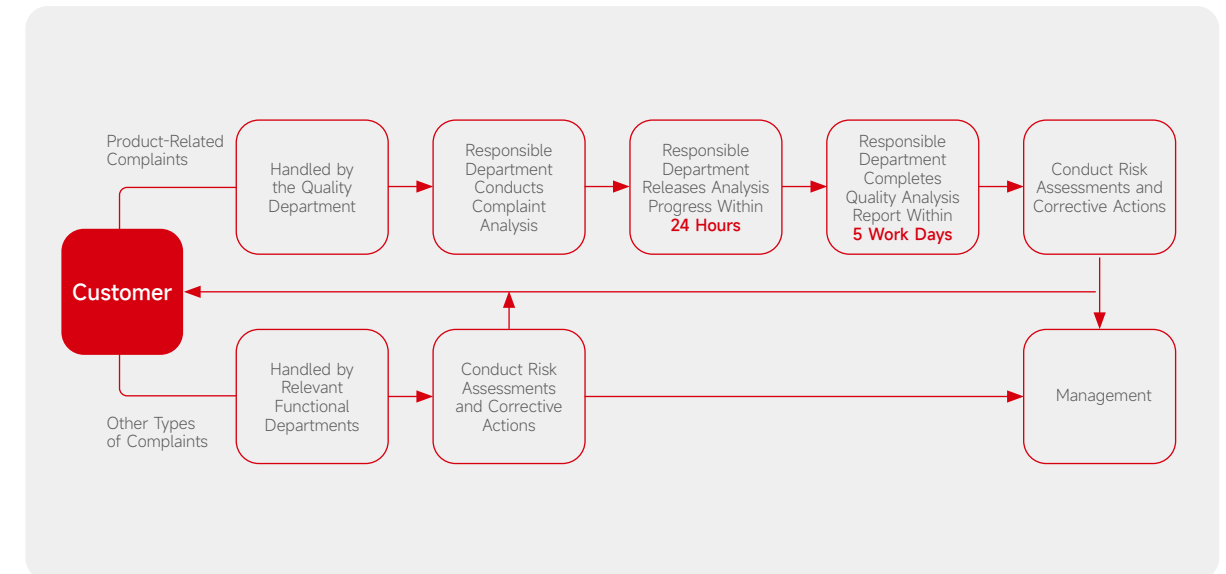 Product-Related
Complaints
Handled by
the Quality
Department
Responsible
Department
Conducts
Complaint
Analysis
Responsible
Department
Releases Analysis
Progress Within
24 Hours
Responsible
Department
Completes
Quality Analysis
Report Within
5 Work Days
Conduct Risk
Assessments and
Corrective Actions
Customer
Other Types
of Complaints
Handled by
Relevant
Functional
Departments
Conduct Risk
Assessments
and Corrective
Actions
Management